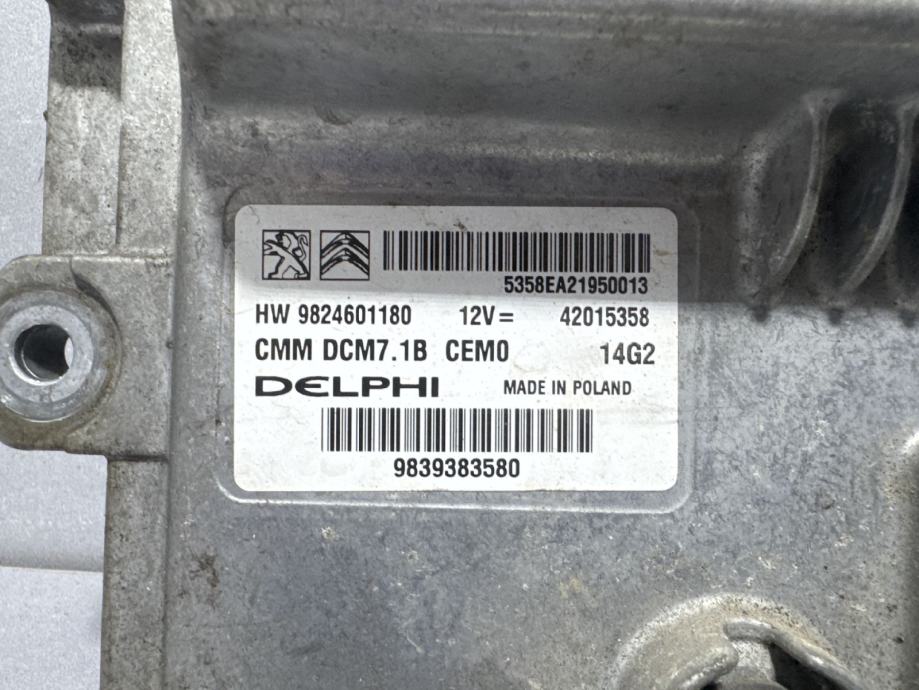 5358EA21950013
HW 9824601180 12V= 42015358
CMM DCM7.1B CEM0 14G2
DELPHI MADE IN POLAND
9839383580